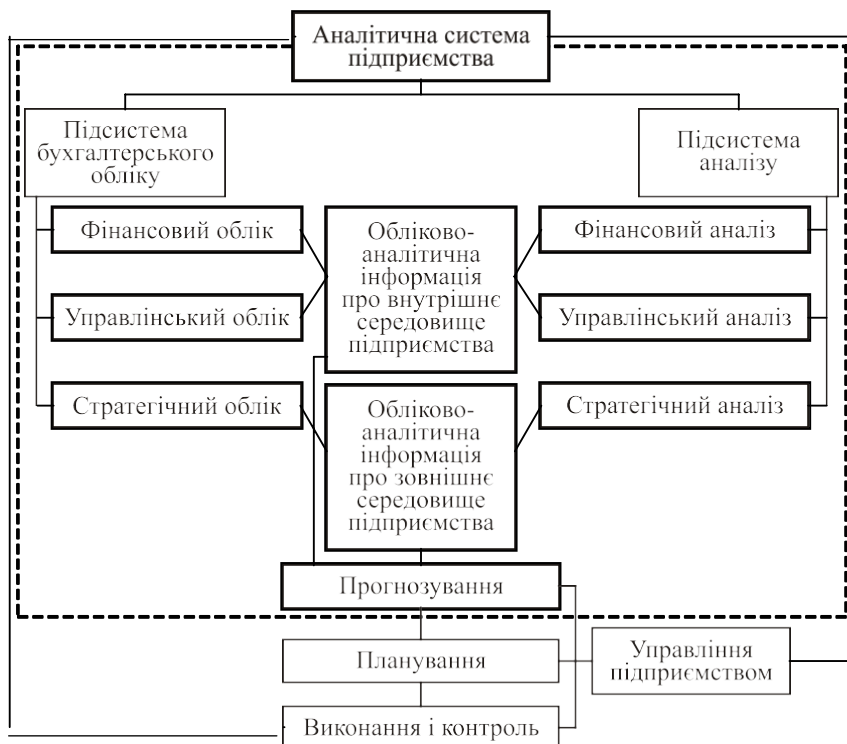 Аналітична система
підприємства
Підсистема
бухгалтерського
обліку
Підсистема
аналізу
Фінансовий облік
Управлінський облік
Стратегічний облік
Обліково-
аналітична
інформація
про внутрішнє
середовище
підприємства
Обліково-
аналітична
інформація
про зовнішнє
середовище
підприємства
Фінансовий аналіз
Управлінський аналіз
Стратегічний аналіз
Прогнозування
Планування
Виконання і контроль
Управління
підприємством